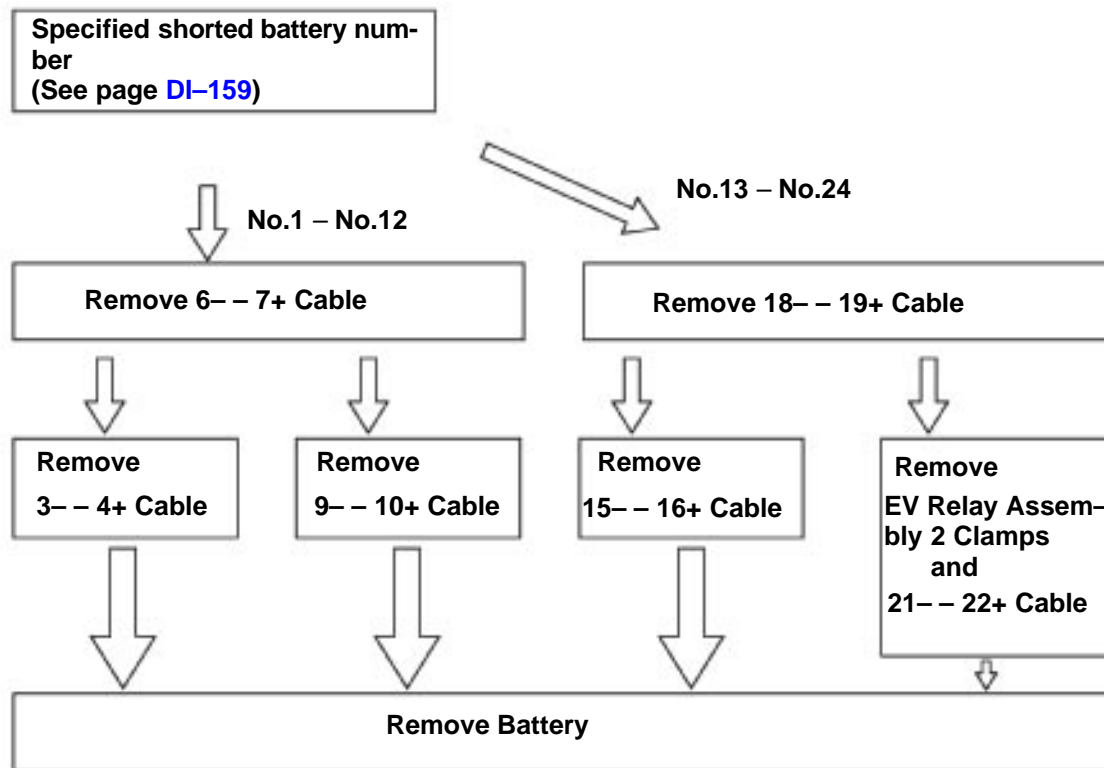 Specified shorted battery num-
ber
(See page DI–159)
No.13 – No.24
No.1 – No.12
Remove 6– – 7+ Cable
Remove 18– – 19+ Cable
Remove
3– – 4+ Cable
Remove
9– – 10+ Cable
Remove
15– – 16+ Cable
Remove
EV Relay Assem–
bly 2 Clamps
and
21– – 22+ Cable
Remove Battery